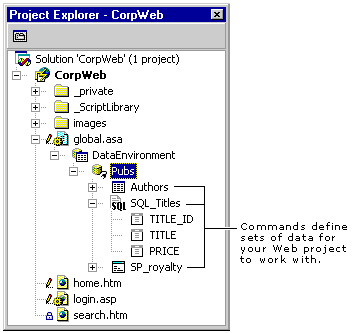 Project Explorer - CorpWeb
Solution 'CorpWeb' (1 project)
CorpWeb
_private
_ScriptLibrary
images
global.asa
DataEnvironment
Pubs
Authors
SQL SQL_Titles
TITLE_ID
TITLE
PRICE
SP_royalty
home.htm
login.asp
search.htm
Commands define
sets of data for
your Web project
to work with.